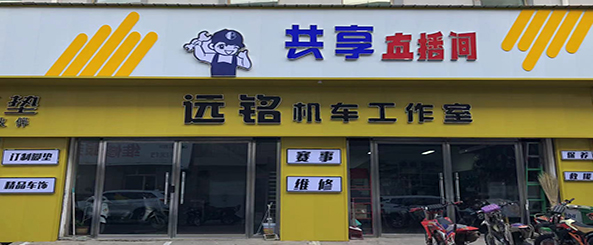 共享直播间
垫
远铭机车工作室
订制脚垫
精品车饰
赛事
维修
保养
救援